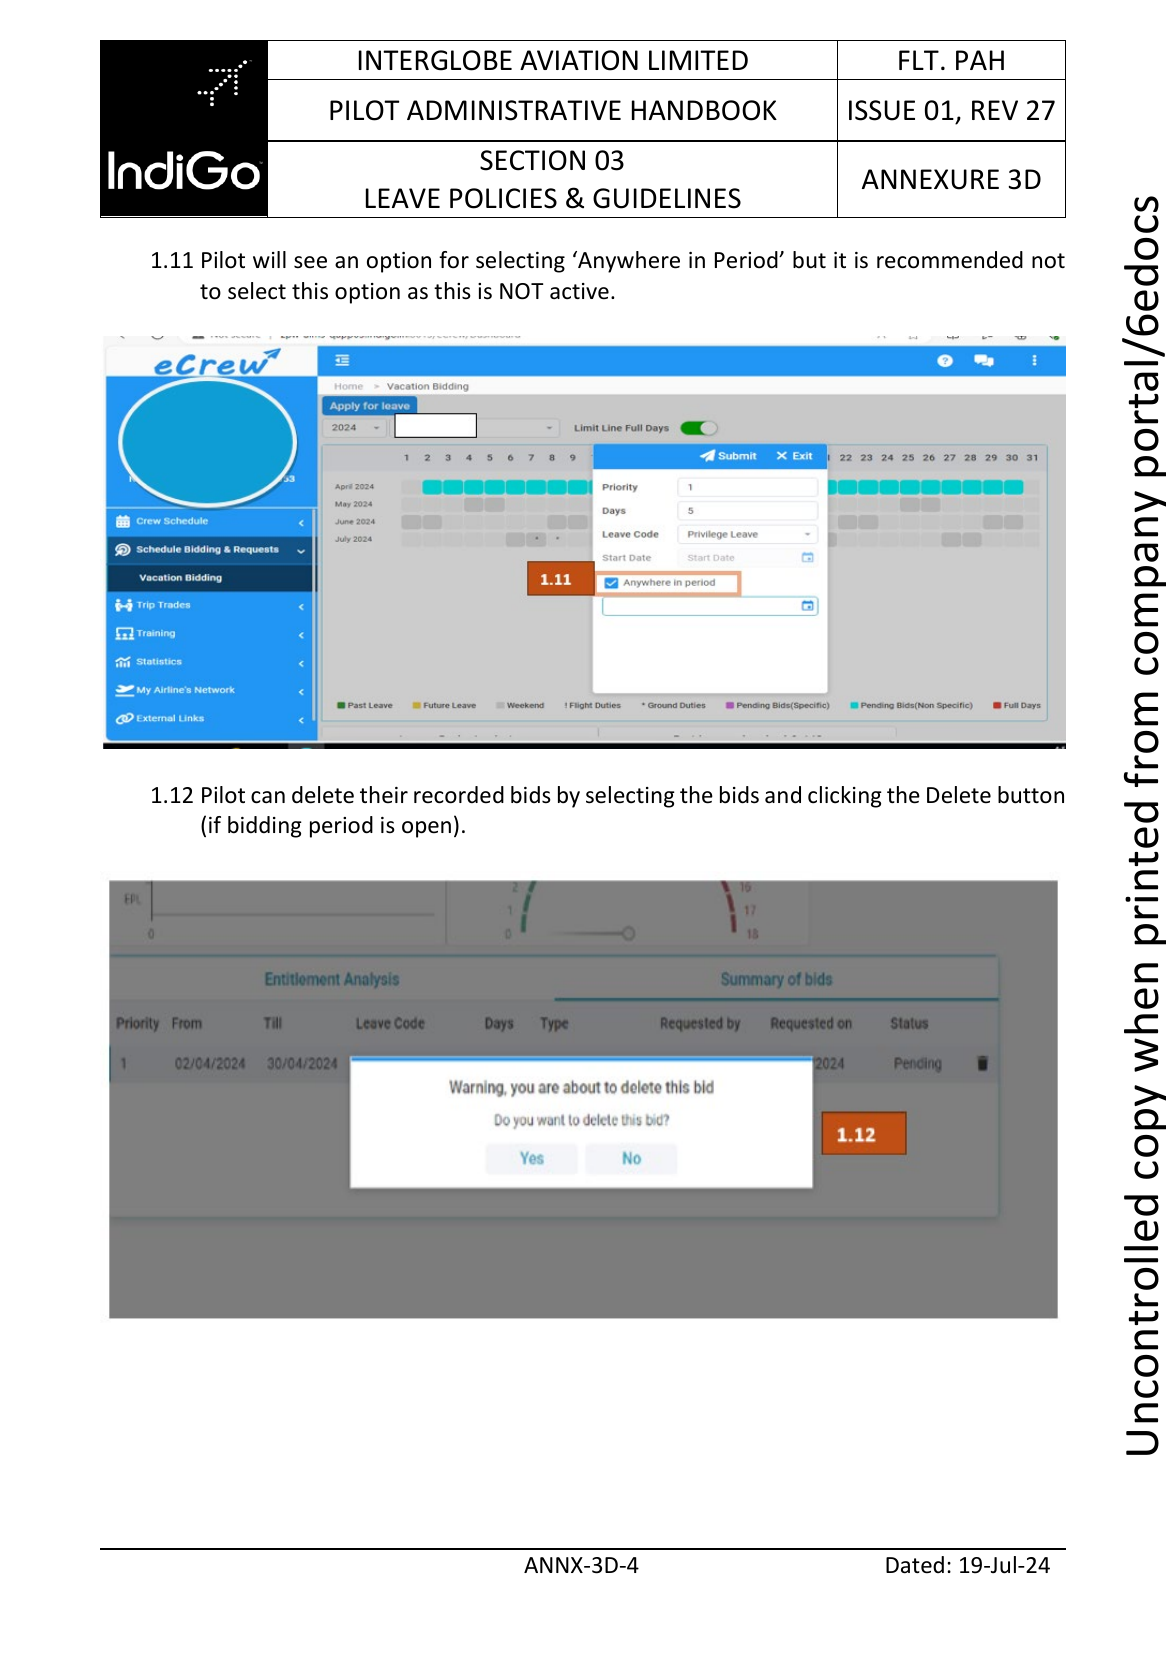 INTERGLOBE AVIATION LIMITED
FLT. PAH
PILOT ADMINISTRATIVE HANDBOOK
ISSUE 01, REV 27
IndiGo
SECTION 03
LEAVE POLICIES & GUIDELINES
ANNEXURE 3D
1.11 Pilot will see an option for selecting ‘Anywhere in Period’ but it is recommended not
to select this option as this is NOT active.
eCrew
Home > Vacation Bidding
Apply for leave
2024
Limit Line Full Days
1 2 3 4 5 6 7 8 9
Submit X Exit
22 23 24 25 26 27 28 29 30 31
April 2024
May 2024
June 2024
July 2024
Priority 1
Days 5
Leave Code Privilege Leave
Start Date Start Date
1.11
Anywhere in period
53
Crew Schedule
Schedule Bidding & Requests
Vacation Bidding
Trip Trades
Training
Statistics
My Airline's Network
External Links
Past Leave Future Leave Weekend ! Flight Duties * Ground Duties Pending Bids(Specific) Pending Bids(Non Specific) Full Days
1.12 Pilot can delete their recorded bids by selecting the bids and clicking the Delete button
(if bidding period is open).
EPL
0
2
1
0
16
17
18
Entitlement Analysis Summary of bids
Priority From Till Leave Code Days Type Requested by Requested on Status
1 02/04/2024 30/04/2024 /2024 Pending
Warning, you are about to delete this bid
Do you want to delete this bid?
Yes No
1.12
ANNX-3D-4
Dated: 19-Jul-24
Uncontrolled copy when printed from company portal/6edocs